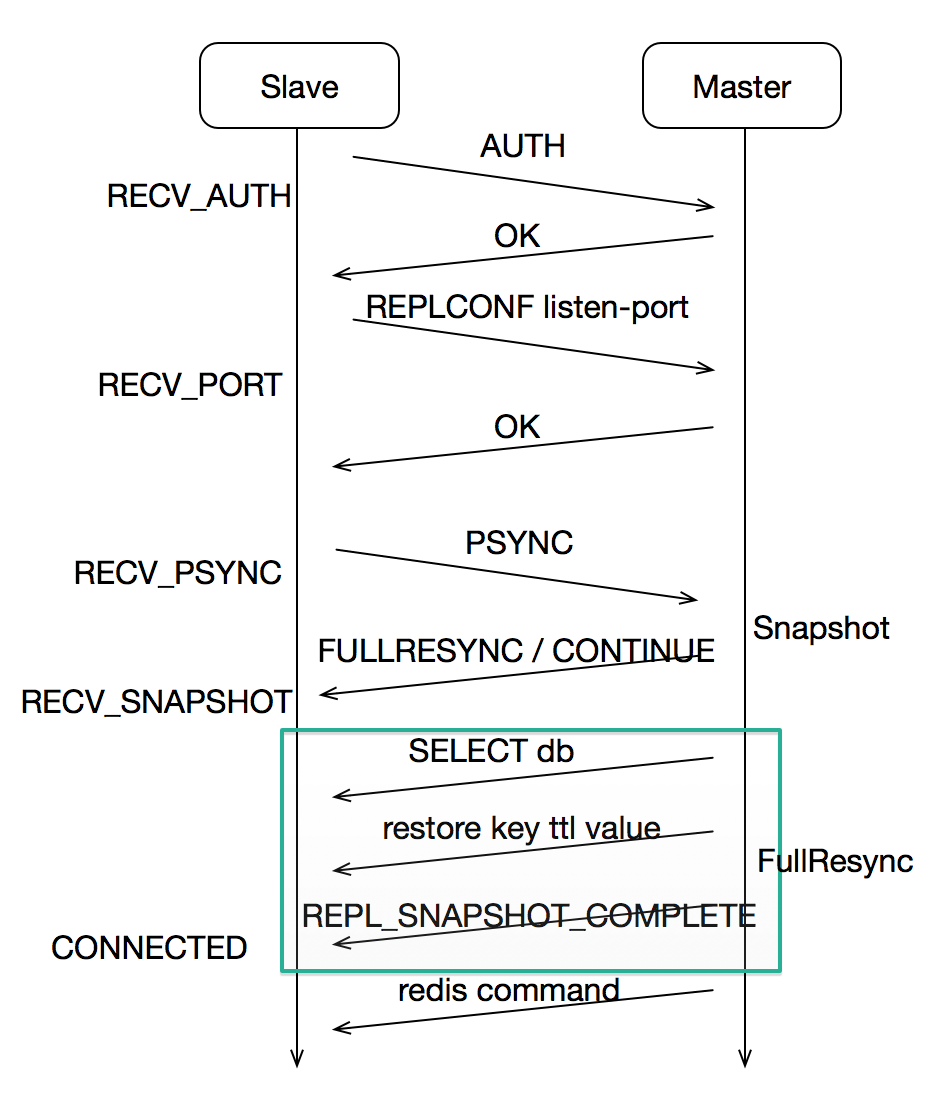 Slave
Master
AUTH
RECV_AUTH
OK
REPLCONF listen-port
RECV_PORT
OK
PSYNC
RECV_PSYNC
Snapshot
FULLRESYNC / CONTINUE
RECV_SNAPSHOT
SELECT db
restore key ttl value
FullResync
REPL_SNAPSHOT_COMPLETE
CONNECTED
redis command